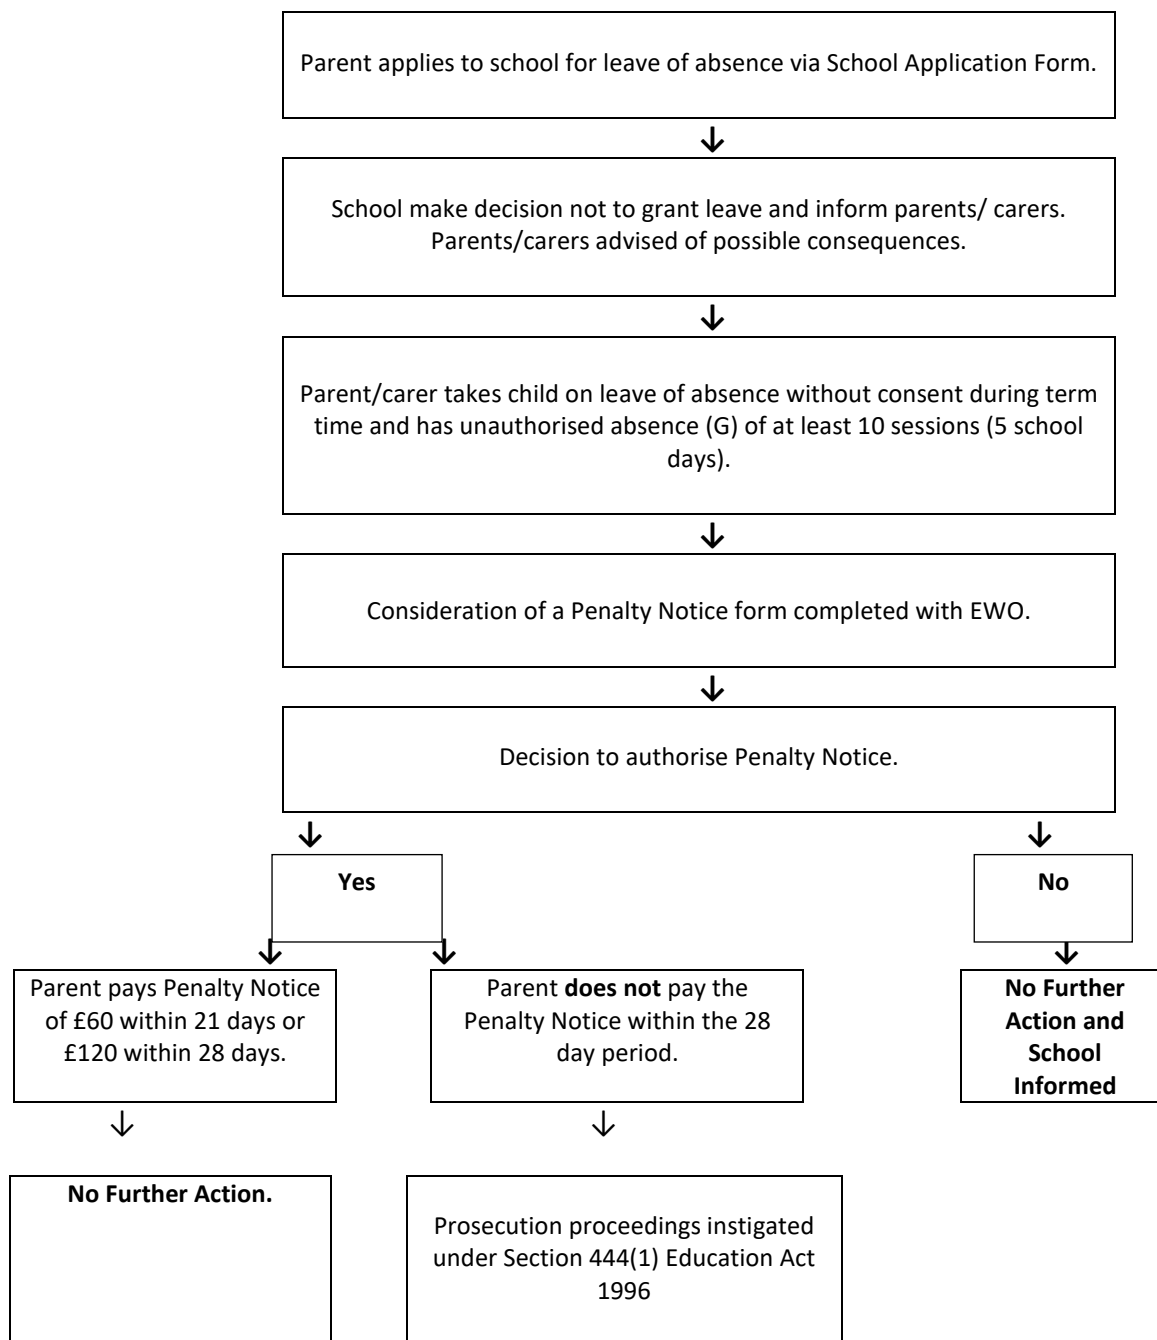 Parent applies to school for leave of absence via School Application Form.
School make decision not to grant leave and inform parents/ carers.
Parents/carers advised of possible consequences.
Parent/carer takes child on leave of absence without consent during term
time and has unauthorised absence (G) of at least 10 sessions (5 school
days).
Consideration of a Penalty Notice form completed with EWO.
Decision to authorise Penalty Notice.
Yes
No
Parent pays Penalty Notice
of £60 within 21 days or
£120 within 28 days.
Parent does not pay the
Penalty Notice within the 28
day period.
No Further
Action and
School
Informed
No Further Action.
Prosecution proceedings instigated
under Section 444(1) Education Act
1996